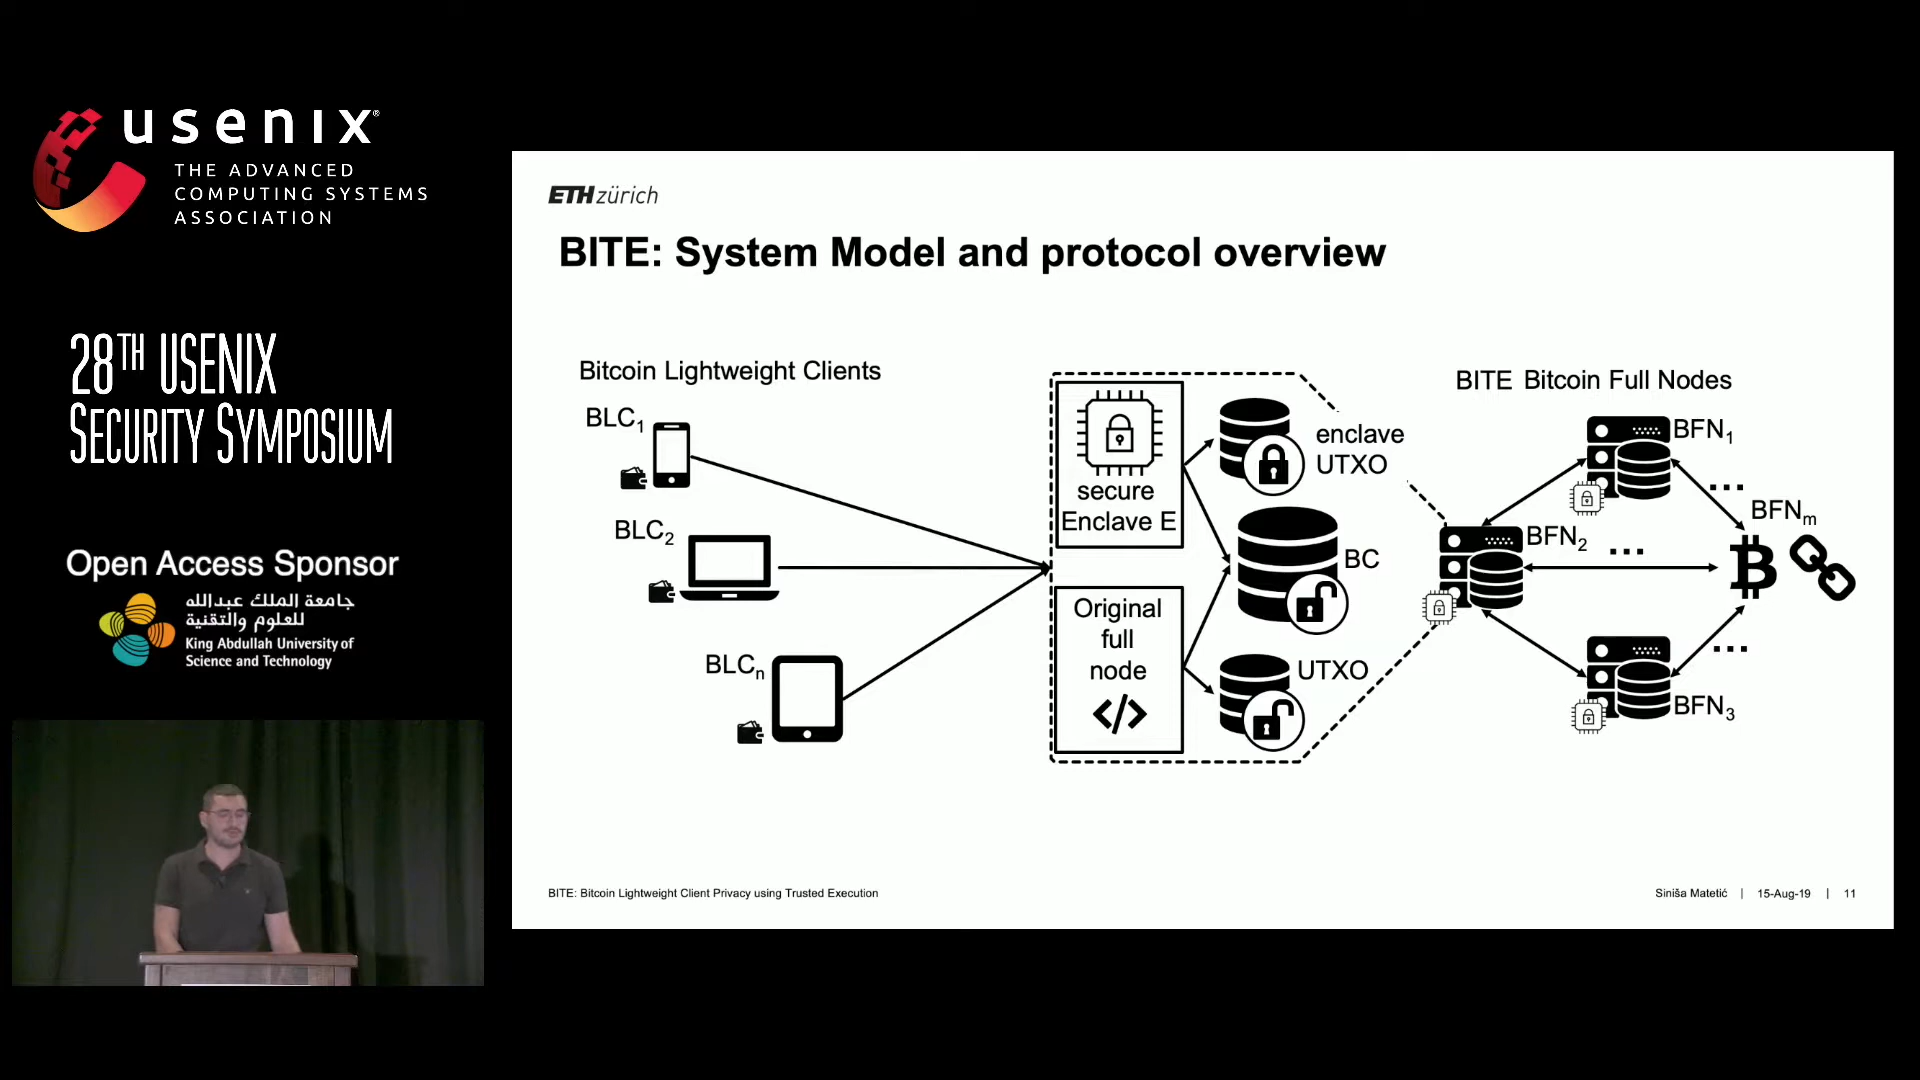 usenix®
THE ADVANCED
COMPUTING SYSTEMS
ASSOCIATION
28TH USENIX
SECURITY SYMPOSIUM
Open Access Sponsor
جامعة الملك عبدالله
للعلوم والتقنية
King Abdullah University of
Science and Technology
ETH zürich
BITE: System Model and protocol overview
Bitcoin Lightweight Clients
BLC1
BLC2
BLCn
secure
Enclave E
Original
full
node
</>
enclave
UTXO
BC
UTXO
BITE Bitcoin Full Nodes
BFN1
...
BFNm
BFN2
...
...
BFN3
BITE: Bitcoin Lightweight Client Privacy using Trusted Execution
Siniša Matetić | 15-Aug-19 | 11